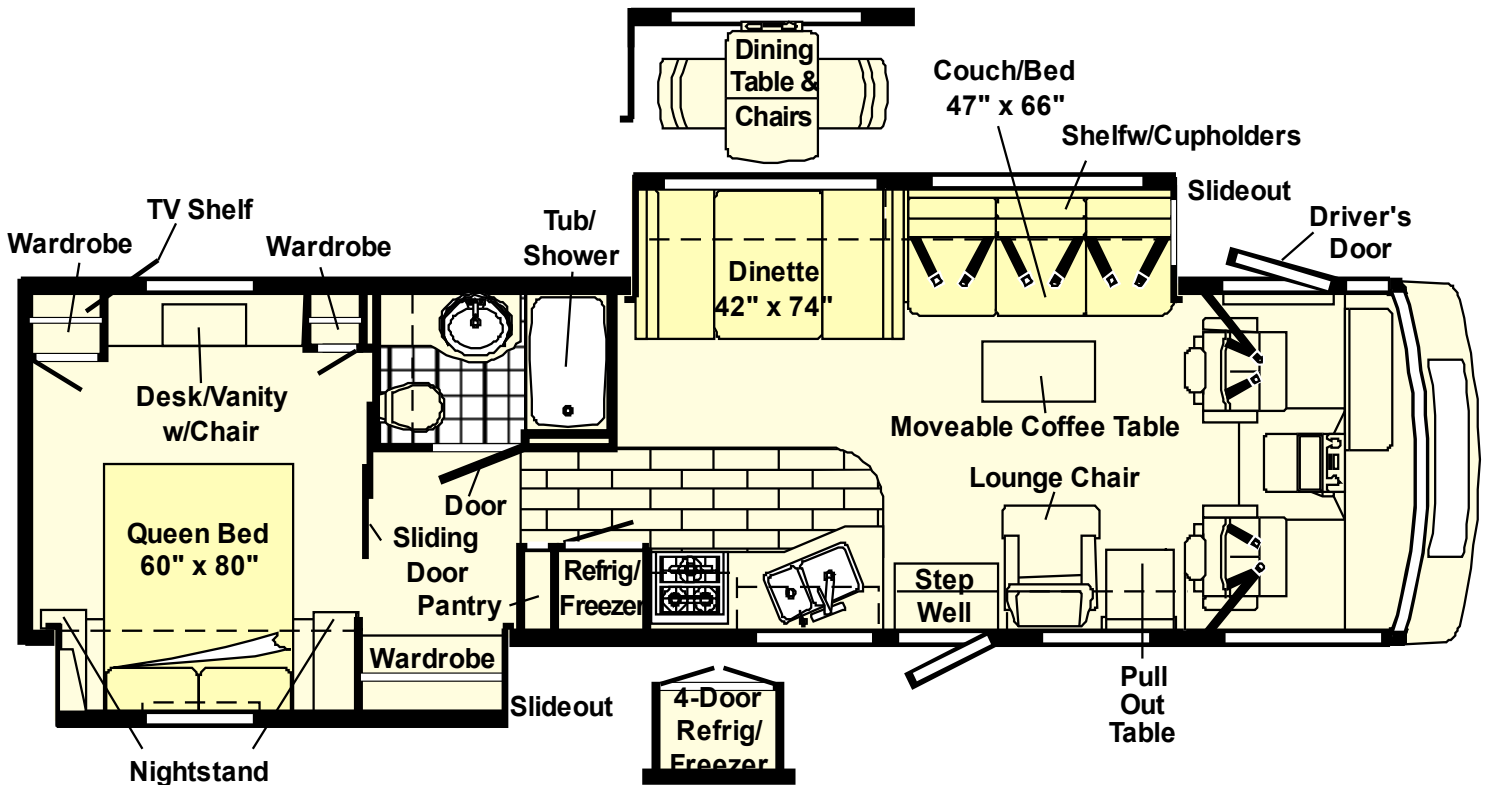 Dining
Table &
Chairs
Couch/Bed
47" x 66"
Shelfw/Cupholders
Slideout
Driver's
Door
TV Shelf
Wardrobe
Wardrobe
Tub/
Shower
Dinette
42" x 74"
Desk/Vanity
w/Chair
Moveable Coffee Table
Lounge Chair
Door
Queen Bed
60" x 80"
Sliding
Door
Pantry
Refrig/
Freezer
Step
Well
Wardrobe
Slideout
Pull
Out
Table
4-Door
Refrig/
Freezer
Nightstand